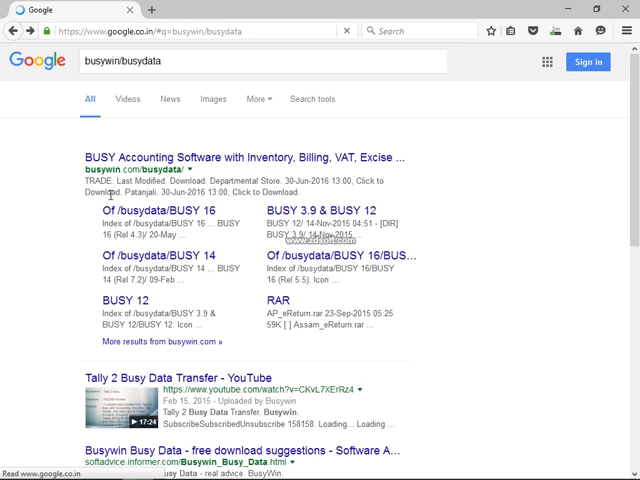 Google
https://www.google.co.in/#q=busywin/busydata
Search
Google
busywin/busydata
Sign in
All Videos News Images More Search tools
BUSY Accounting Software with Inventory, Billing, VAT, Excise ...
busywin.com/busydata/
TRADE. Last Modified. Download. Departmental Store. 30-Jun-2016 13:00, Click to
Download. Patanjali. 30-Jun-2016 13:00, Click to Download.
Of /busydata/BUSY 16
Index of /busydata/BUSY 16 ... BUSY
16 (Rel 4.3)/ 20-May ...
BUSY 3.9 & BUSY 12
BUSY 12/ 14-Nov-2015 04:51 - [DIR]
BUSY 3.9/ 14-Nov-2015 ...
www.zdsoft.com
Of /busydata/BUSY 14
Index of /busydata/BUSY 14 ... BUSY
14 (Rel 7.2)/ 09-Feb ...
Of /busydata/BUSY 16/BUS...
Index of /busydata/BUSY 16/BUSY
16 (Rel 5.5). Icon ...
BUSY 12
Index of /busydata/BUSY 3.9 &
BUSY 12/BUSY 12. Icon ...
RAR
AP_eReturn.rar 23-Sep-2015 05:25
59K [ ] Assam_eReturn.rar ...
More results from busywin.com »
Tally 2 Busy Data Transfer - YouTube
https://www.youtube.com/watch?v=CKvL7XErRz4
Feb 15, 2015 - Uploaded by Busywin
Tally 2 Busy Data Transfer. Busywin.
SubscribeSubscribedUnsubscribe 158158. Loading... Loading...
17:24
Busywin Busy Data - free download suggestions - Software A...
softadvice.informer.com/Busywin_Busy_Data.html
Read www.google.co.in
- real advice. BusyWin.